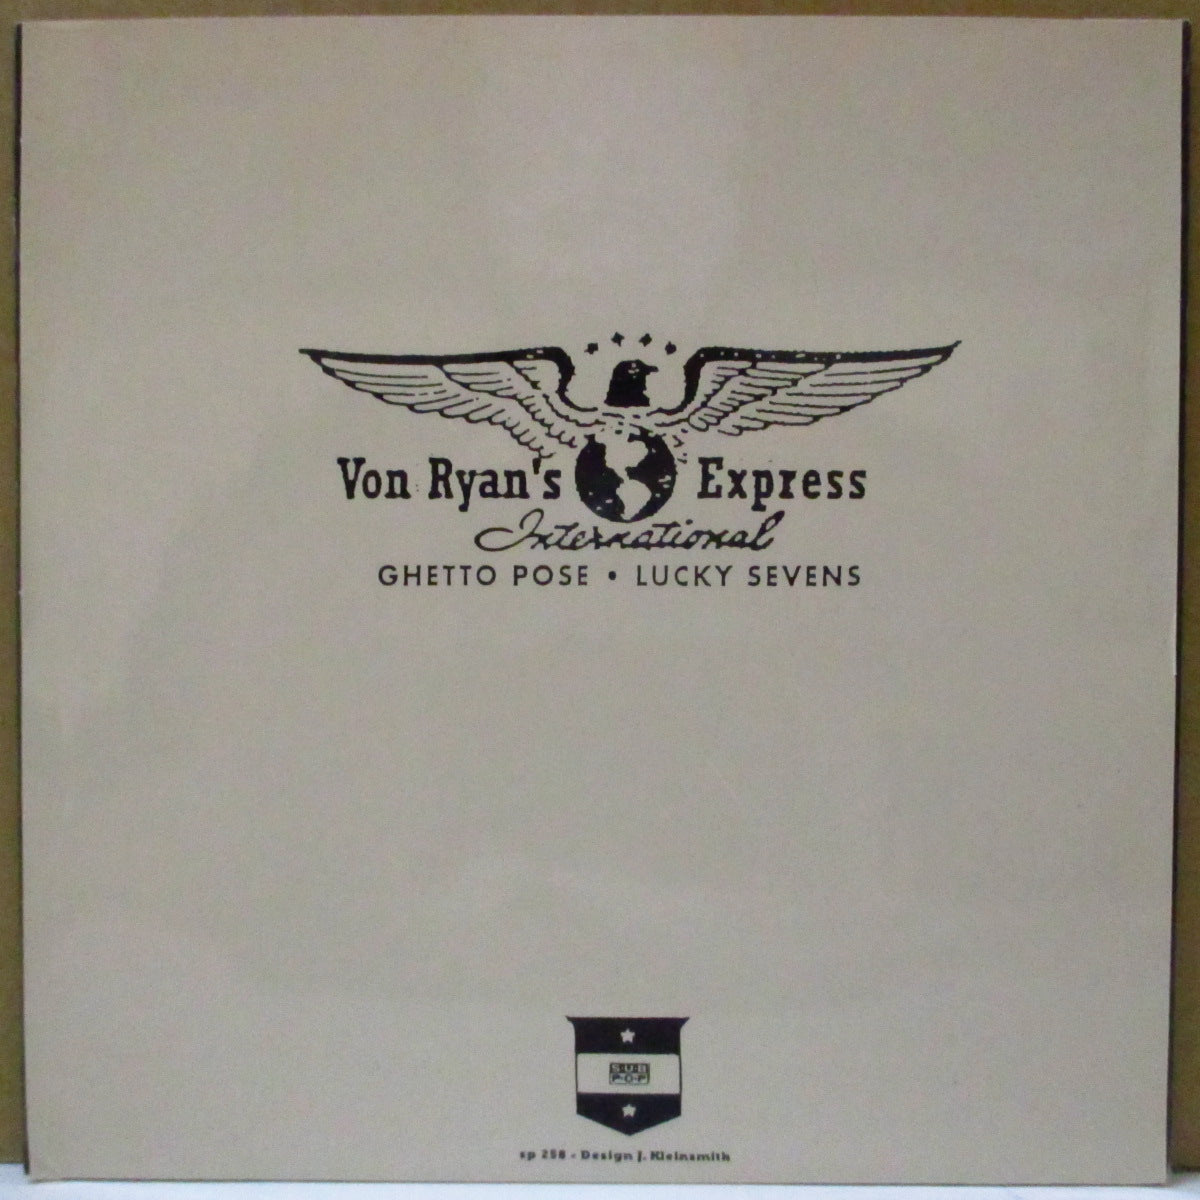 Von Ryan's Express
International
GHETTO POSE • LUCKY SEVENS
SUB
POP
sp 258 - Design J. Kleinsmith